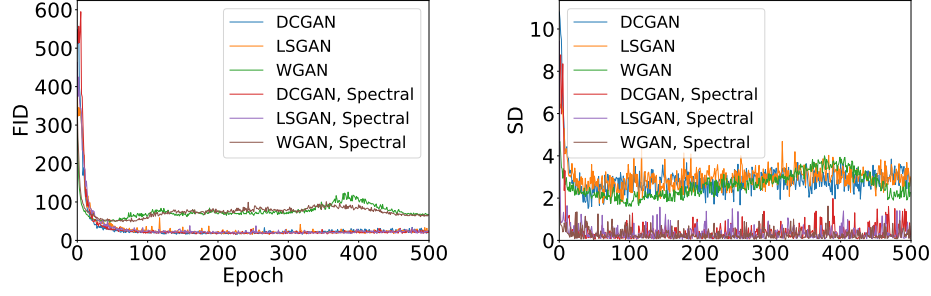 600
500
400
300
200
100
0
FID
0 100 200 300 400 500
Epoch
DCGAN
LSGAN
WGAN
DCGAN, Spectral
LSGAN, Spectral
WGAN, Spectral
10
8
6
4
2
0
SD
0 100 200 300 400 500
Epoch
DCGAN
LSGAN
WGAN
DCGAN, Spectral
LSGAN, Spectral
WGAN, Spectral